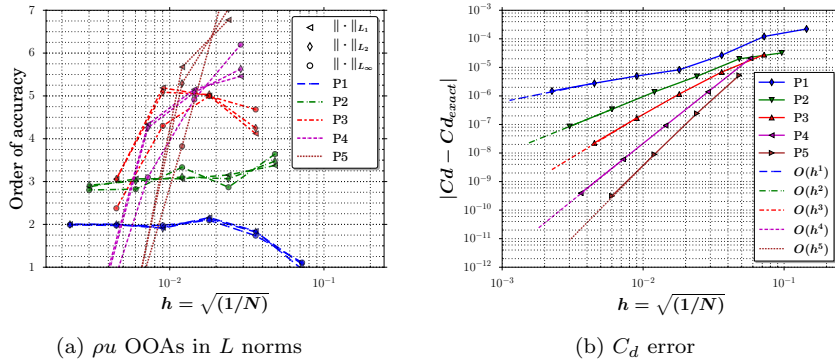 7
6
5
4
3
2
1
Order of accuracy
‖ · ‖L₁
‖ · ‖L₂
‖ · ‖L∞
P1
P2
P3
P4
P5
10⁻²
10⁻¹
h = √(1/N)
(a) ρu OOAs in L norms
10⁻³
10⁻⁴
10⁻⁵
10⁻⁶
10⁻⁷
10⁻⁸
10⁻⁹
10⁻¹⁰
10⁻¹¹
10⁻¹²
|Cd − Cd_exact|
P1
P2
P3
P4
P5
O(h¹)
O(h²)
O(h³)
O(h⁴)
O(h⁵)
10⁻³
10⁻²
10⁻¹
h = √(1/N)
(b) C_d error